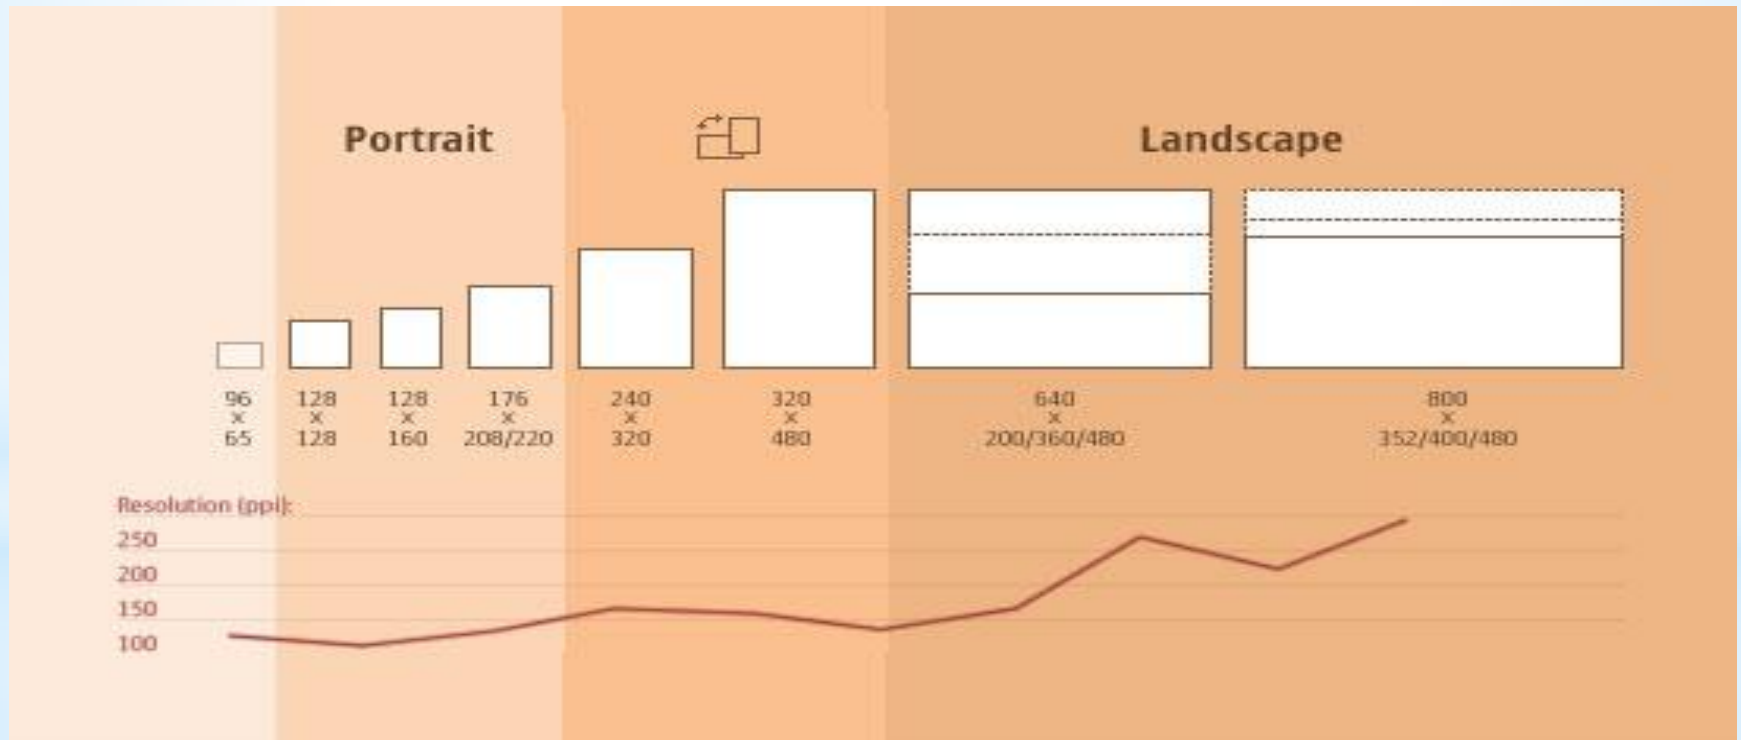 Portrait
Landscape
96
x
65
128
x
128
128
x
160
176
x
208/220
240
x
320
320
x
480
640
x
200/360/480
800
x
352/400/480
Resolution (ppi):
250
200
150
100